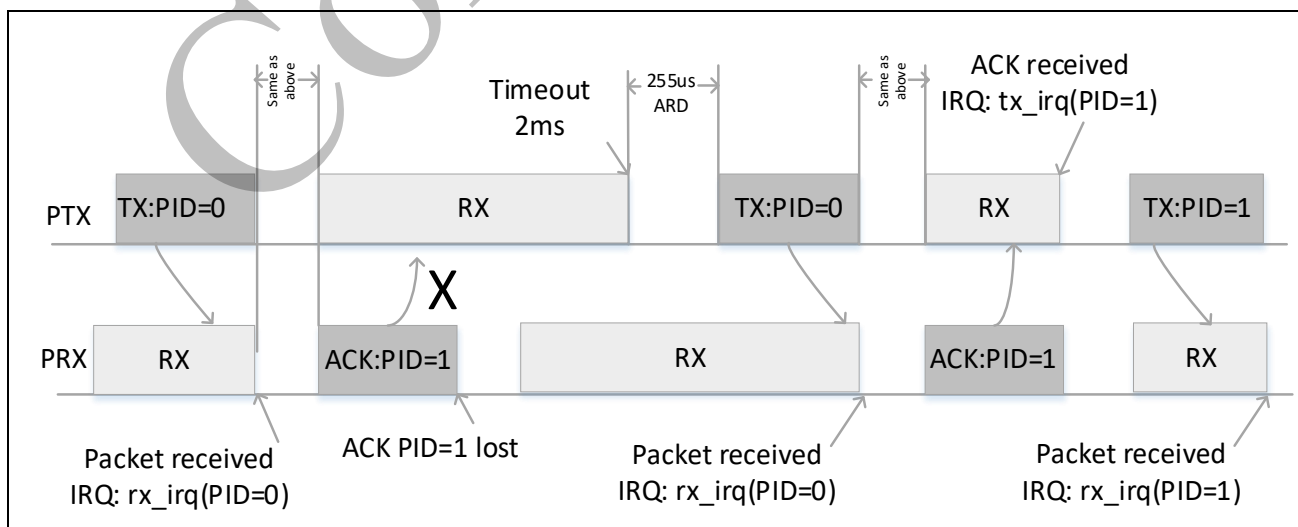 Co
Same as
above
Timeout
2ms
255us
ARD
Same as
above
ACK received
IRQ: tx_irq(PID=1)
PTX
TX:PID=0
RX
TX:PID=0
RX
TX:PID=1
X
PRX
RX
ACK:PID=1
RX
ACK:PID=1
RX
Packet received
IRQ: rx_irq(PID=0)
ACK PID=1 lost
Packet received
IRQ: rx_irq(PID=0)
Packet received
IRQ: rx_irq(PID=1)